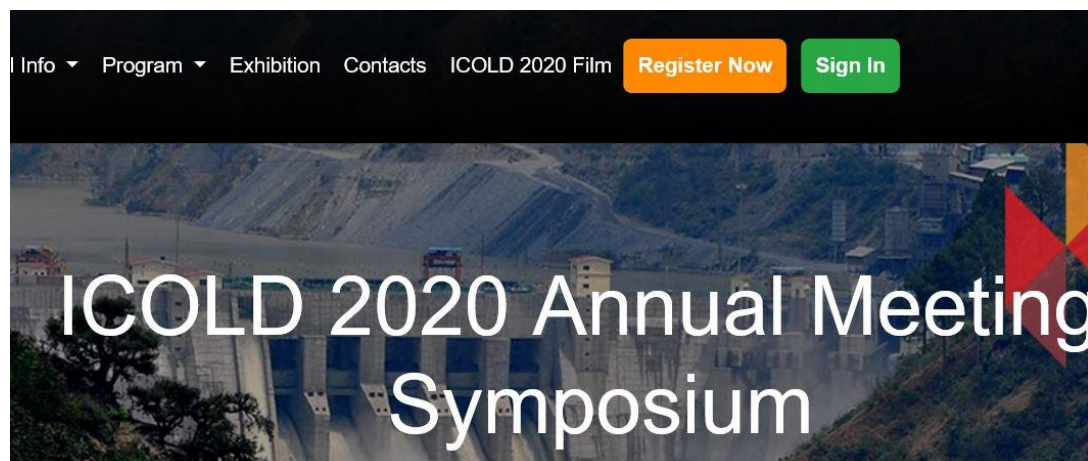 l Info Program Exhibition Contacts ICOLD 2020 Film Register Now Sign In
ICOLD 2020 Annual Meeting
Symposium